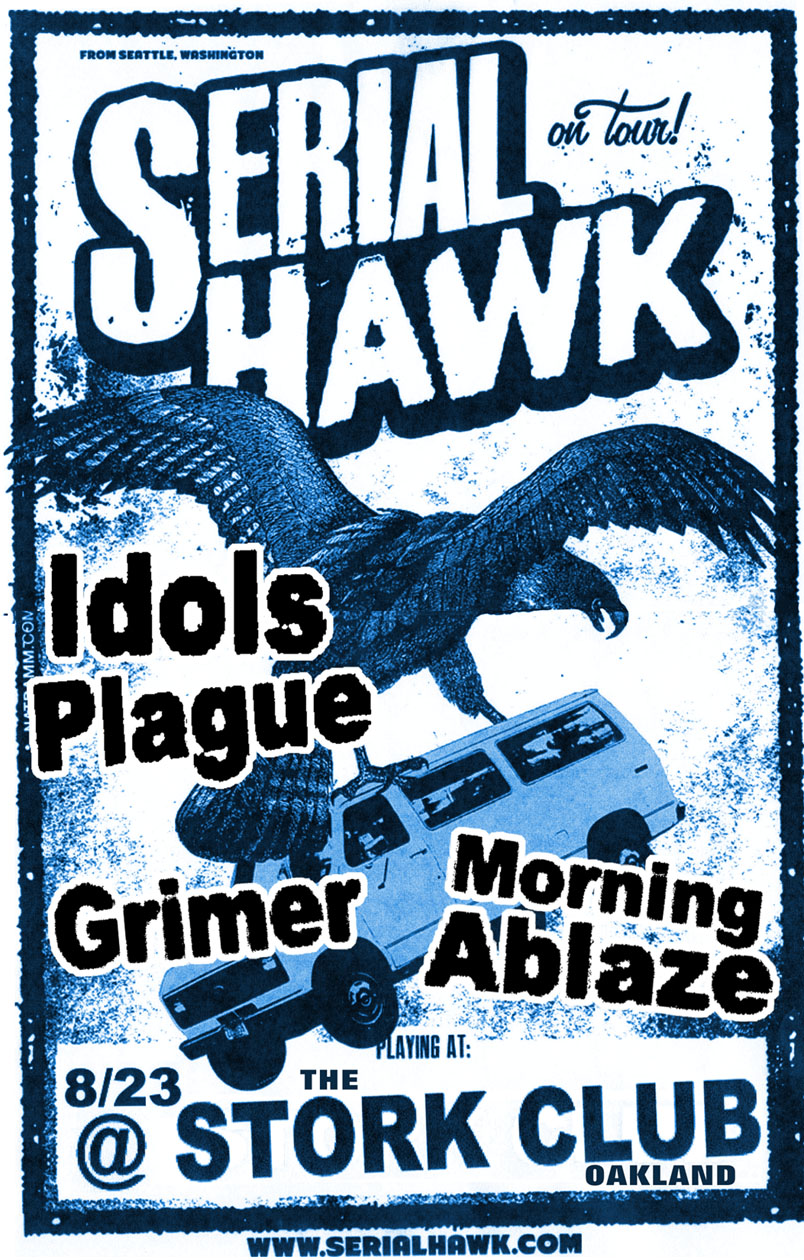 FROM SEATTLE, WASHINGTON
SERIAL
on tour!
HAWK
Idols
Plague
Grimer
Morning
Ablaze
PLAYING AT:
8/23
THE
@ STORK CLUB
OAKLAND
WWW.SERIALHAWK.COM